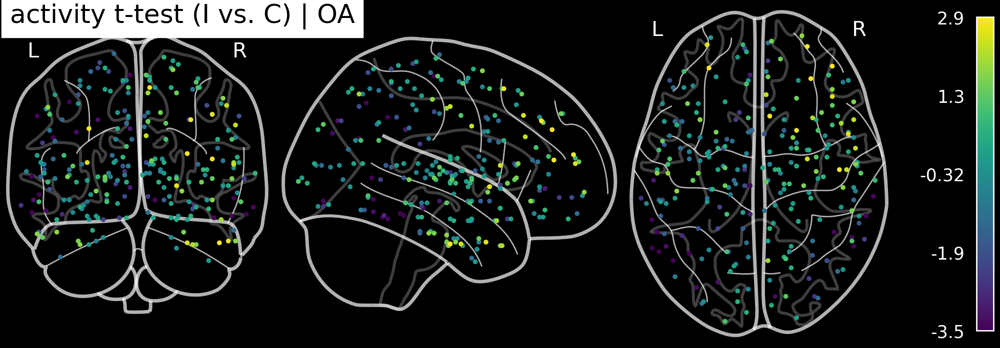 activity t-test (I vs. C) | OA
L
R
L
R
2.9
1.3
-0.32
-1.9
-3.5